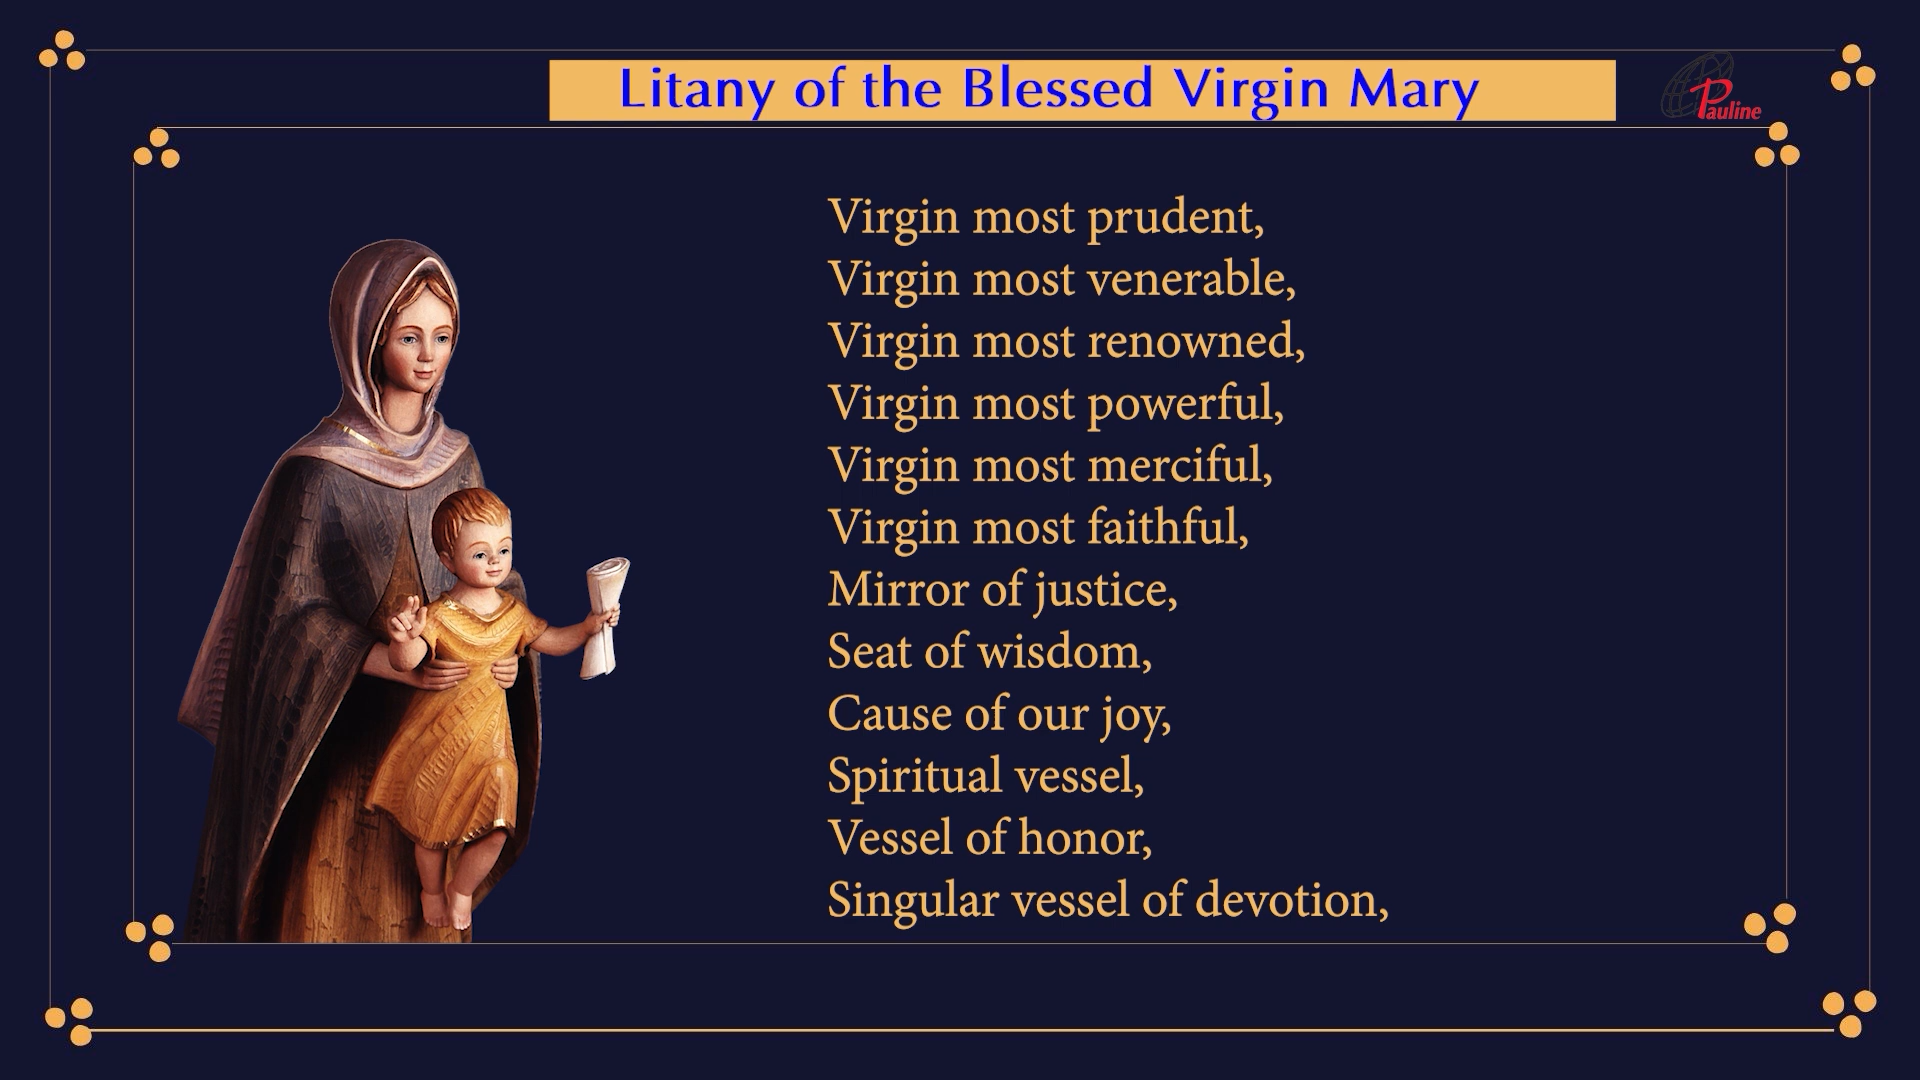 Litany of the Blessed Virgin Mary
Pauline
Virgin most prudent,
Virgin most venerable,
Virgin most renowned,
Virgin most powerful,
Virgin most merciful,
Virgin most faithful,
Mirror of justice,
Seat of wisdom,
Cause of our joy,
Spiritual vessel,
Vessel of honor,
Singular vessel of devotion,